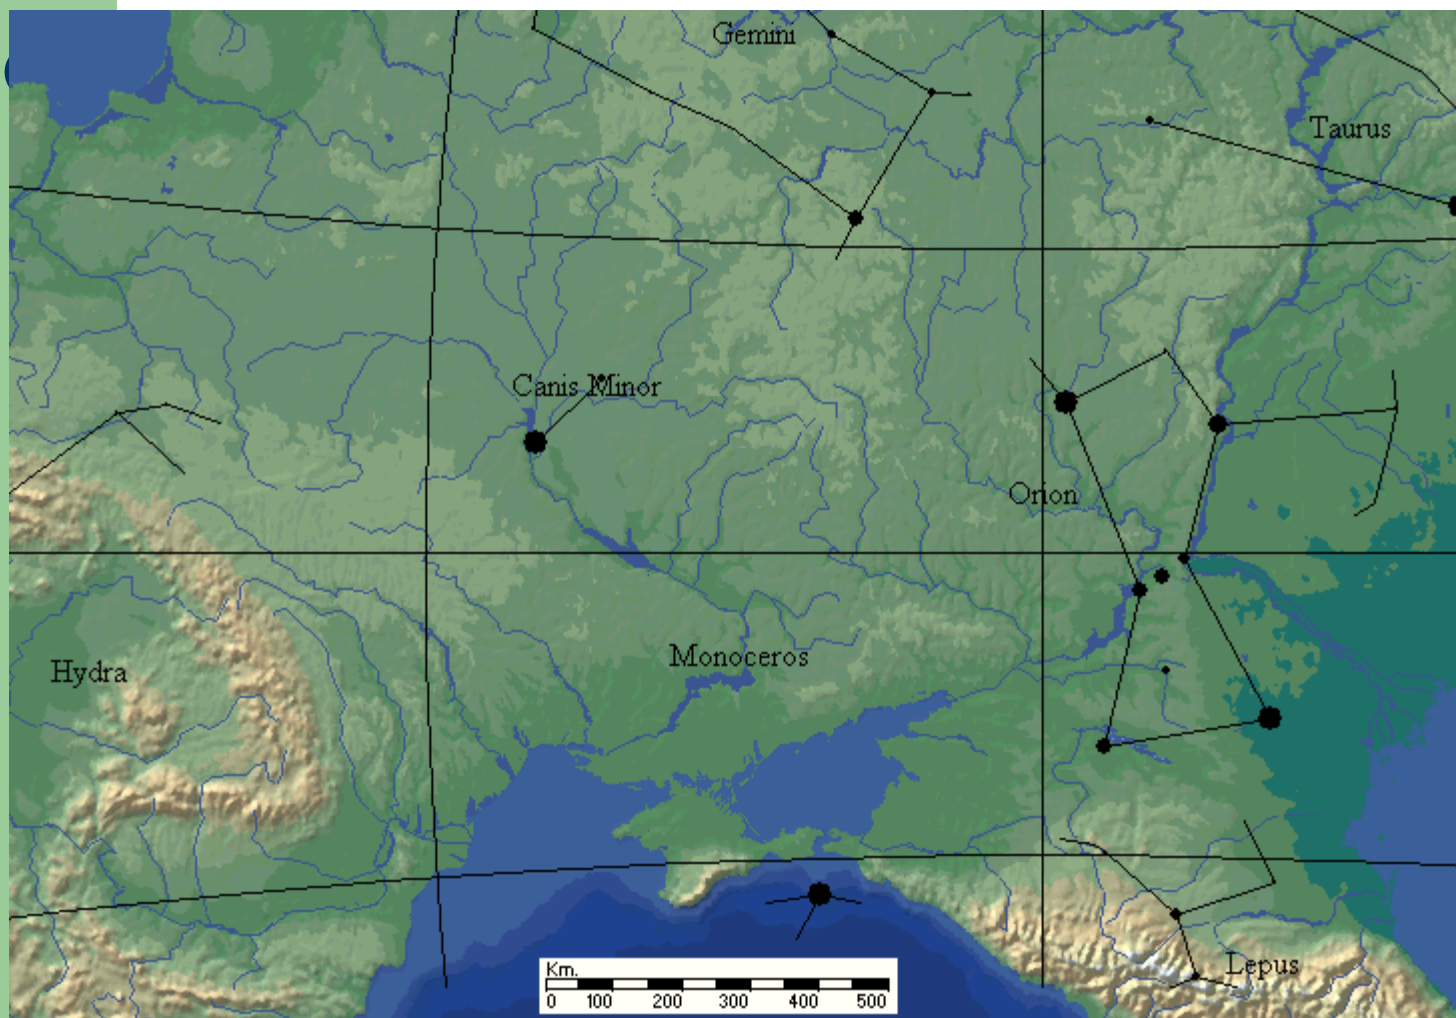 Gemini
Taurus
Canis Minor
Orion
Monoceros
Hydra
Lepus
Km.
0 100 200 300 400 500